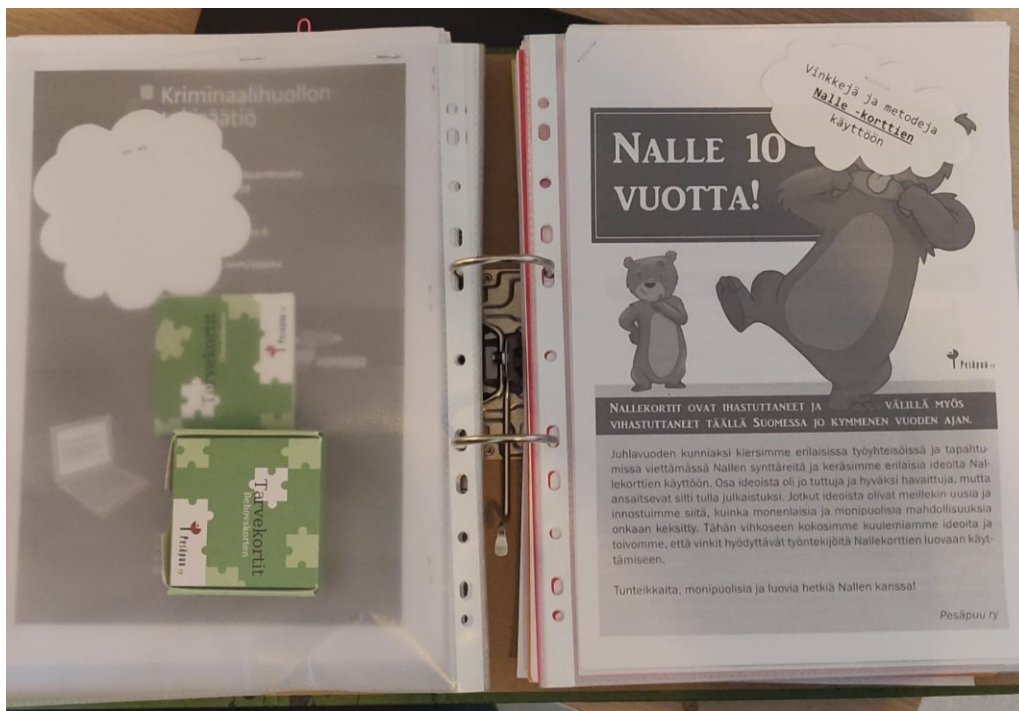 Kriminaalihuollon
Pesäpuu
Tarvekortit
Behovskorten
Pesäpuu ry
Vinkkejä ja metodeja
Nalle -korttien
käyttöön
NALLE 10
VUOTTA!
Pesäpuu ry
NALLEKORTIT OVAT IHASTUTTANEET JA VÄLILLÄ MYÖS
VIHASTUTTANEET TÄÄLLÄ SUOMESSA JO KYMMENEN VUODEN AJAN.
Juhlavuoden kunniaksi kiersimme erilaisissa työyhteisöissä ja tapahtu-
missa viettämässä Nallen synttäreitä ja keräsimme erilaisia ideoita Nal-
lekorttien käyttöön. Osa ideoista oli jo tuttuja ja hyväksi havaittuja, mutta
ansaitsevat silti tulla julkaistuksi. Jotkut ideoista olivat meillekin uusia ja
innostuimme siitä, kuinka monenlaisia ja monipuolisia mahdollisuuksia
onkaan keksitty. Tähän vihkoseen kokosimme kuulemiamme ideoita ja
toivomme, että vinkit hyödyttävät työntekijöitä Nallekorttien luovaan käyt-
tämiseen.
Tunteikkaita, monipuolisia ja luovia hetkiä Nallen kanssa!
Pesäpuu ry